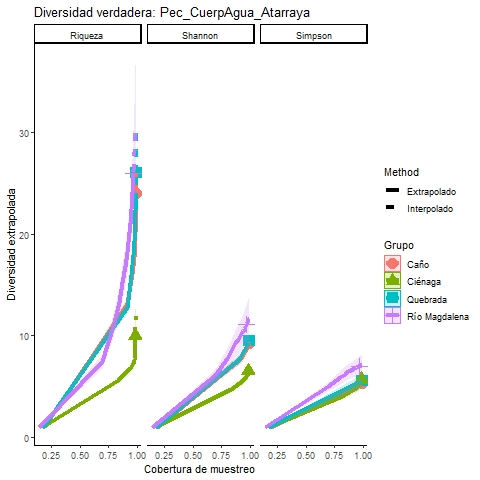 Diversidad verdadera: Pec_CuerpAgua_Atarraya
Riqueza
Shannon
Simpson
Diversidad extrapolada
30
20
10
0
0.25 0.50 0.75 1.00
0.25 0.50 0.75 1.00
0.25 0.50 0.75 1.00
Cobertura de muestreo
Method
Extrapolado
Interpolado
Grupo
Caño
Ciénaga
Quebrada
Río Magdalena